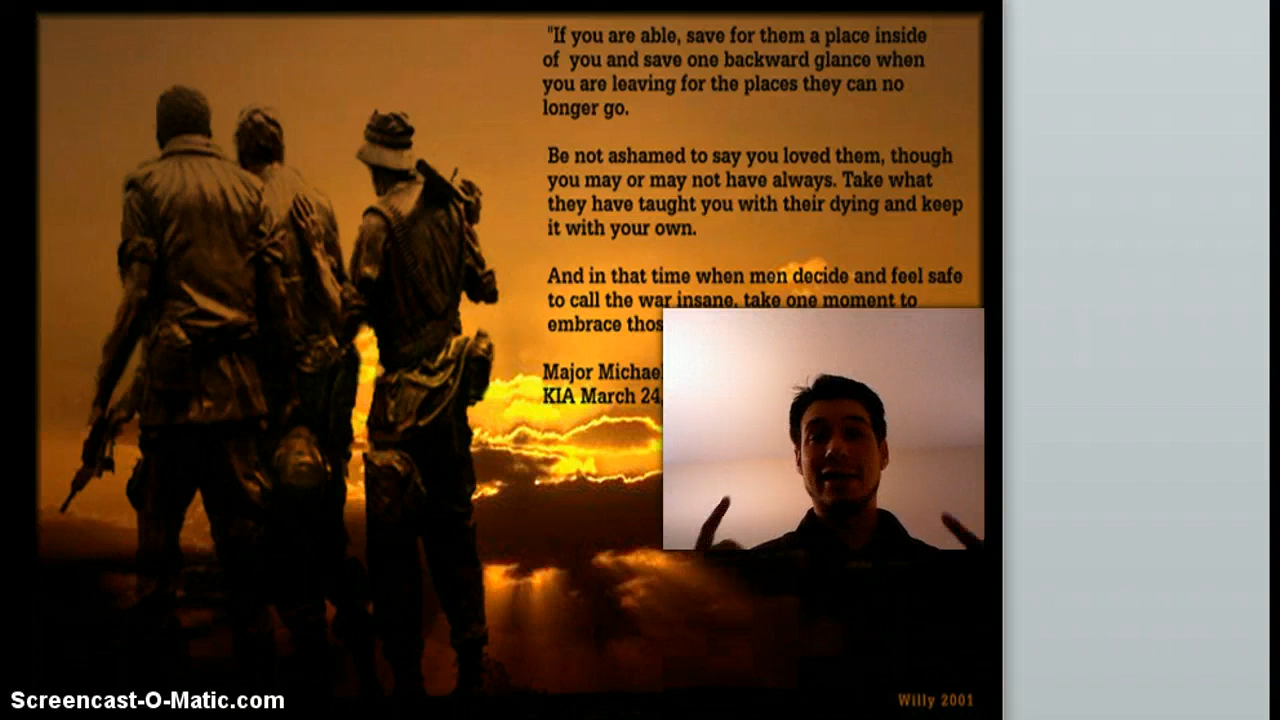 "If you are able, save for them a place inside
of you and save one backward glance when
you are leaving for the places they can no
longer go.
Be not ashamed to say you loved them, though
you may or may not have always. Take what
they have taught you with their dying and keep
it with your own.
And in that time when men decide and feel safe
to call the war insane, take one moment to
embrace thos
Major Michael
KIA March 24,
Screencast-O-Matic.com
Willy 2001